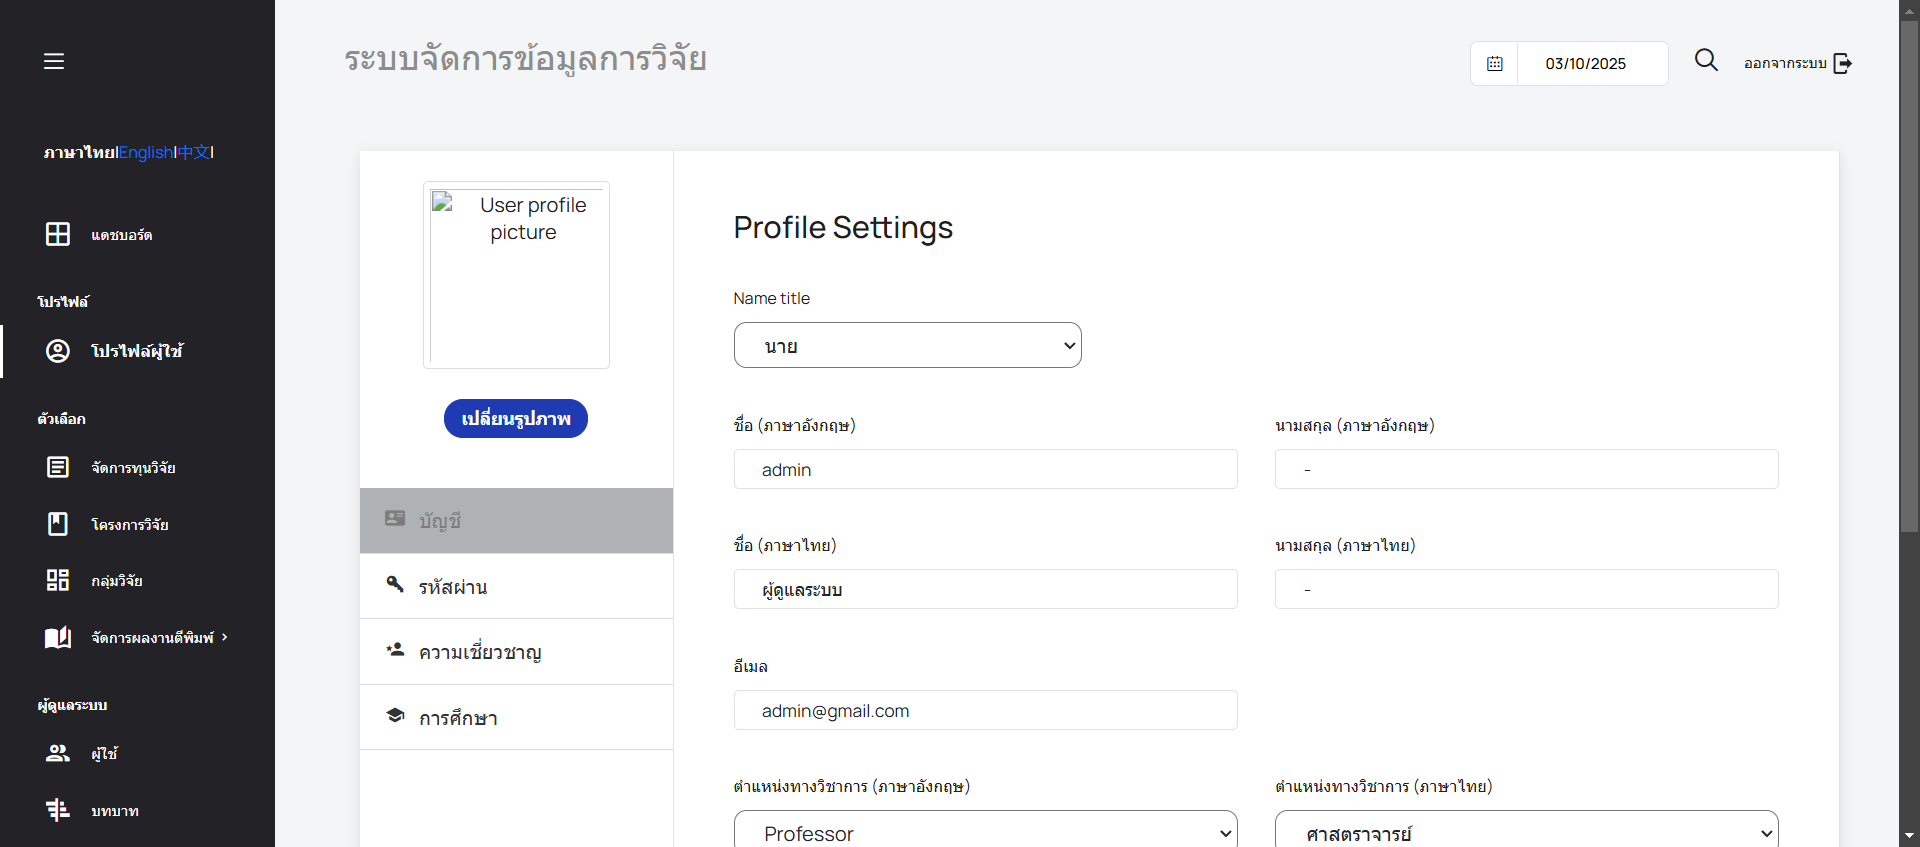 ระบบจัดการข้อมูลการวิจัย
03/10/2025
ออกจากระบบ
ภาษาไทย|English|中文|
แดชบอร์ด
โปรไฟล์
โปรไฟล์ผู้ใช้
ตัวเลือก
จัดการทุนวิจัย
โครงการวิจัย
กลุ่มวิจัย
จัดการผลงานตีพิมพ์
ผู้ดูแลระบบ
ผู้ใช้
บทบาท
User profile
picture
เปลี่ยนรูปภาพ
บัญชี
รหัสผ่าน
ความเชี่ยวชาญ
การศึกษา
Profile Settings
Name title
นาย
ชื่อ (ภาษาอังกฤษ)
นามสกุล (ภาษาอังกฤษ)
admin
-
ชื่อ (ภาษาไทย)
นามสกุล (ภาษาไทย)
ผู้ดูแลระบบ
-
อีเมล
admin@gmail.com
ตำแหน่งทางวิชาการ (ภาษาอังกฤษ)
ตำแหน่งทางวิชาการ (ภาษาไทย)
Professor
ศาสตราจารย์